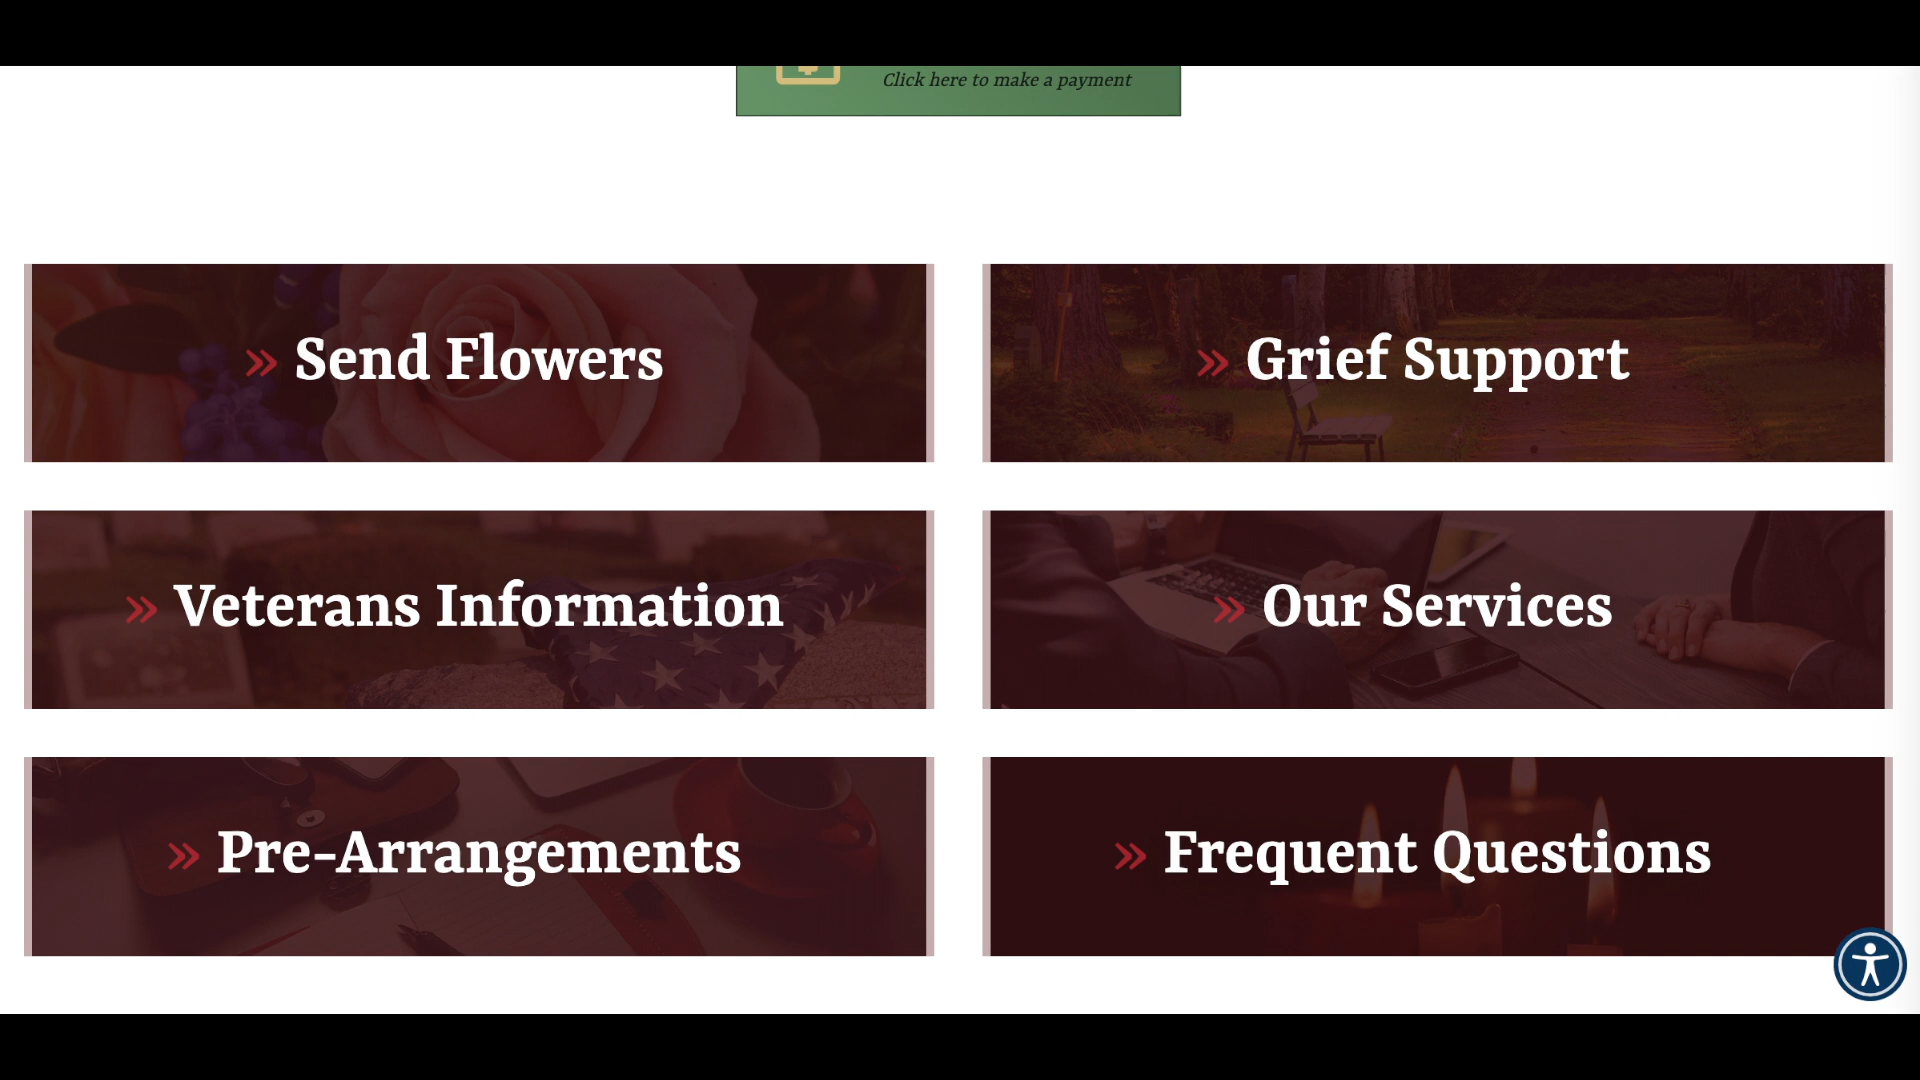 Click here to make a payment
» Send Flowers
» Grief Support
» Veterans Information
» Our Services
» Pre-Arrangements
» Frequent Questions